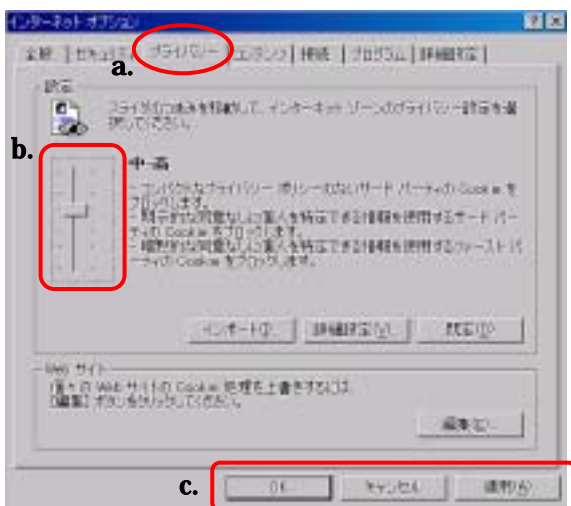 インターネット オプション
全般 セキュリティ プライバシー コンテンツ 接続 プログラム 詳細設定
a.
設定
スライダのつまみを移動して、インターネット ゾーンのプライバシー設定を選
択してください。
b.
中-高
- コンパクトなプライバシー ポリシーのないサード パーティの Cookie を
ブロックします。
- 明示的な同意なしに個人を特定できる情報を使用するサード パー
ティの Cookie をブロックします。
- 暗黙的な同意なしに個人を特定できる情報を使用するファースト パ
ーティの Cookie をブロックします。
インポート(I)... 詳細設定(V)... 既定(D)
Web サイト
個々の Web サイトの Cookie 処理を上書きするには、
[編集] ボタンをクリックしてください。
編集(E)...
c.
OK キャンセル 適用(A)